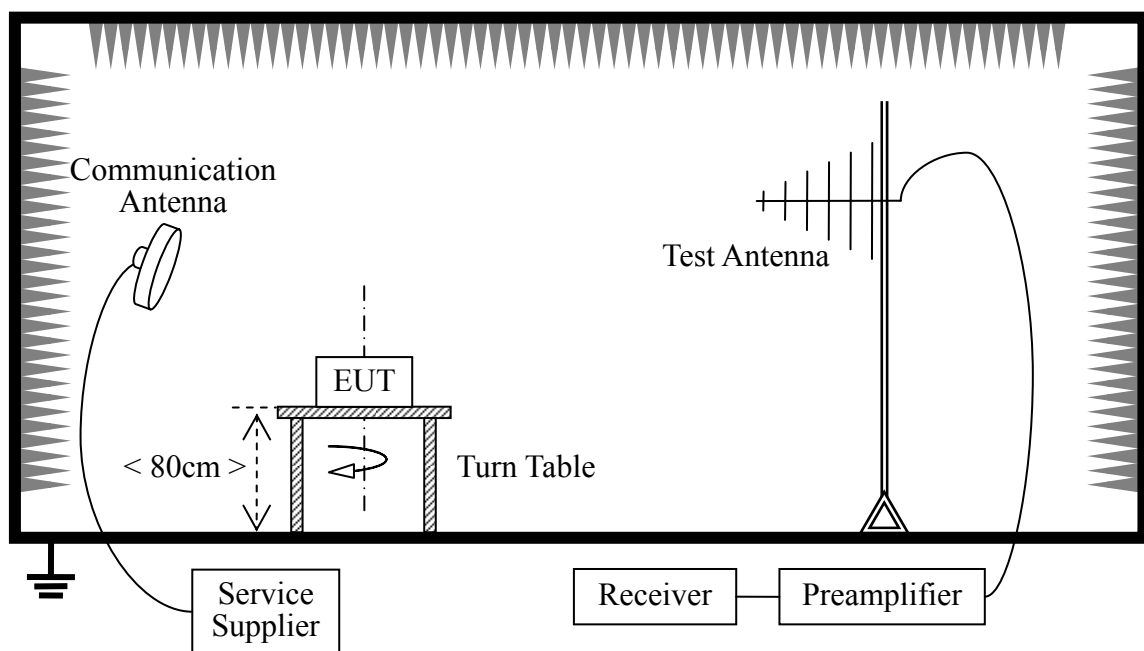 Communication
Antenna
Test Antenna
EUT
< 80cm >
Turn Table
Service
Supplier
Receiver
Preamplifier